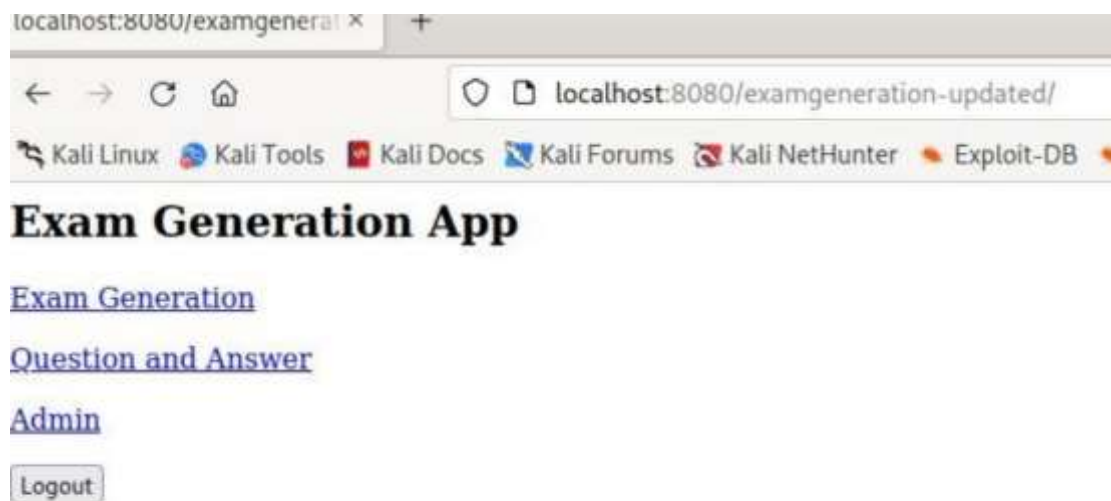 localhost:8080/examgenerat
localhost:8080/examgeneration-updated/
Kali Linux Kali Tools Kali Docs Kali Forums Kali NetHunter Exploit-DB
Exam Generation App
Exam Generation
Question and Answer
Admin
Logout